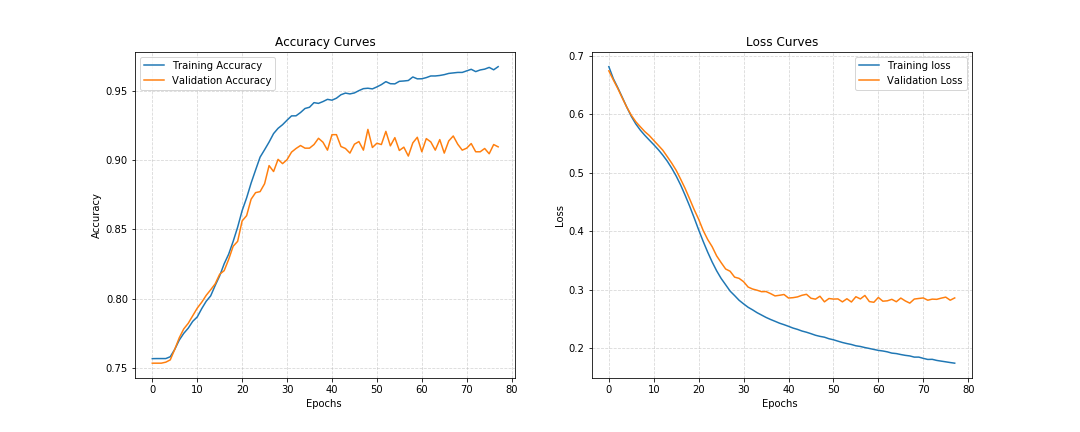 Accuracy Curves
Training Accuracy
Validation Accuracy
0.95
0.90
0.85
0.80
0.75
Accuracy
0 10 20 30 40 50 60 70 80
Epochs
Loss Curves
Training loss
Validation Loss
0.7
0.6
0.5
0.4
0.3
0.2
Loss
0 10 20 30 40 50 60 70 80
Epochs